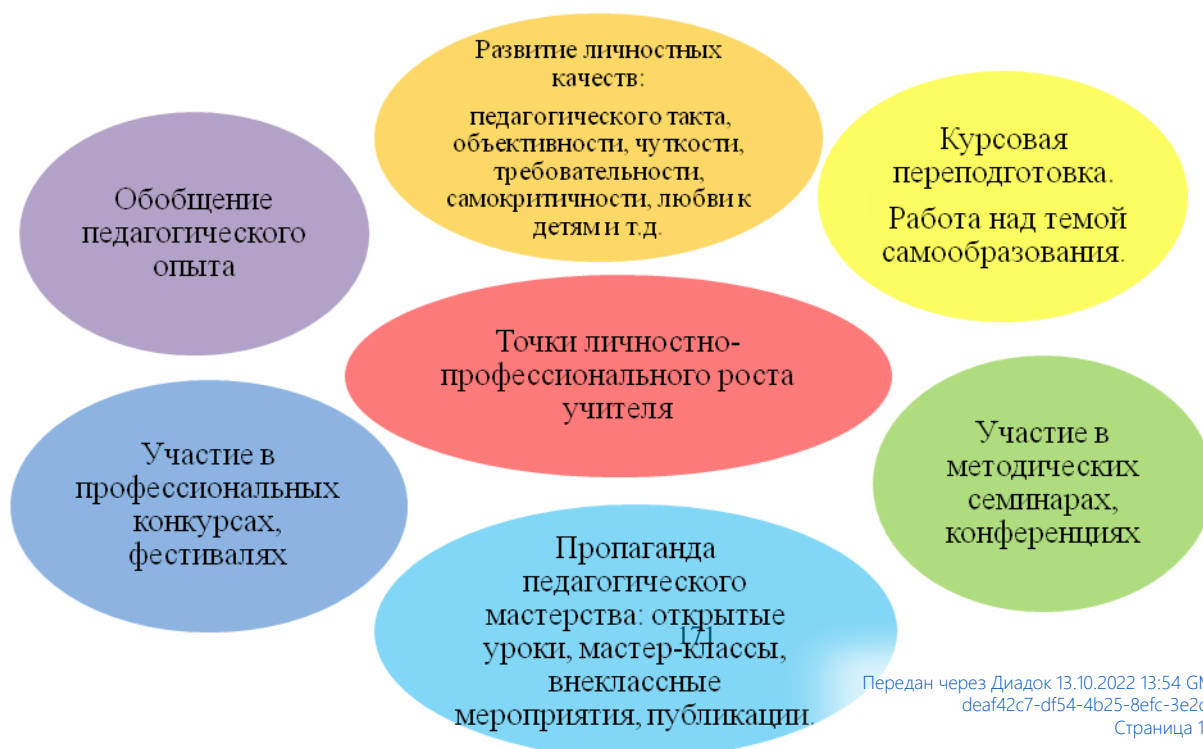 Развитие личностных
качеств:
педагогического такта,
объективности, чуткости,
требовательности,
самокритичности, любви к
детям и т.д.
Курсовая
переподготовка.
Работа над темой
самообразования.
Обобщение
педагогического
опыта
Точки личностно-
профессионального роста
учителя
Участие в
методических
семинарах,
конференциях
Участие в
профессиональных
конкурсах,
фестивалях
Пропаганда
педагогического
мастерства: открытые
уроки, мастер-классы,
внеклассные
мероприятия, публикации.
171
Передан через Диадок 13.10.2022 13:54 GM
deaf42c7-df54-4b25-8efc-3e2c
Страница 1